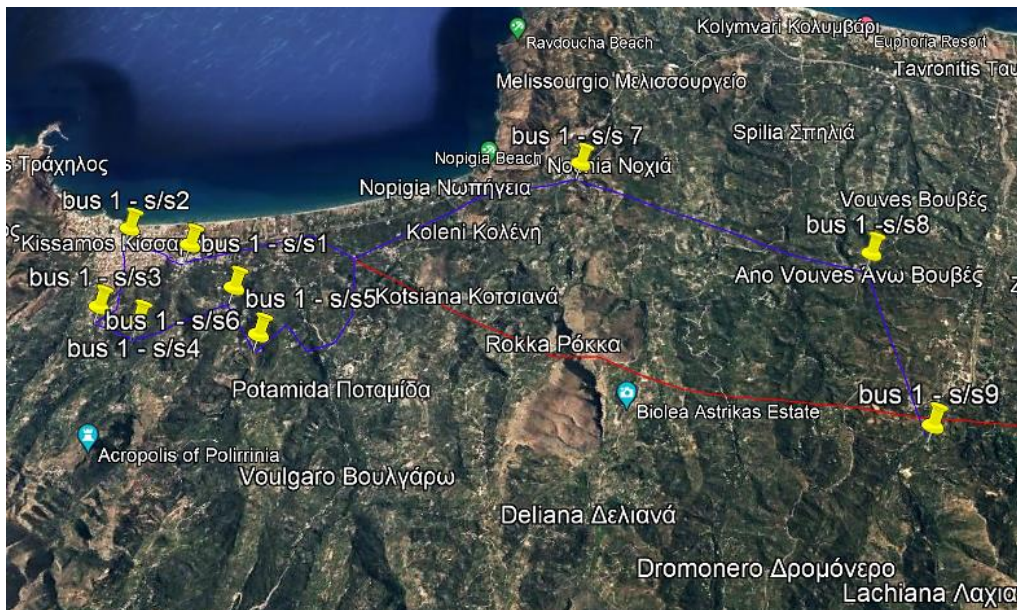 Kolymvari Κολυμβάρι
Ravdoucha Beach
Euphoria Resort
Tavronitis Ταυ
Melissourgio Μελισσουργείο
bus 1 - s/s 7
Spilia Σπηλιά
s Τράχηλος
Nopigia Beach
Νοχιά
Nopigia Νωπήγεια
bus 1 - s/s2
Vouves Βουβές
ος
Kissamos Κίσσα
bus 1 - s/s1
Koleni Κολένη
bus 1 -s/s8
bus 1 - s/s3
Ano Vouves Άνω Βουβές
bus 1 - s/s5
Kotsiana Κοτσιανά
bus 1 - s/s6
bus 1 - s/s4
Rokka Ρόκκα
Potamida Ποταμίδα
bus 1 - s/s9
Biolea Astrikas Estate
Acropolis of Polirrinia
Voulgaro Βουλγάρω
Deliana Δελιανά
Dromonero Δρομόνερο
Lachiana Λαχια